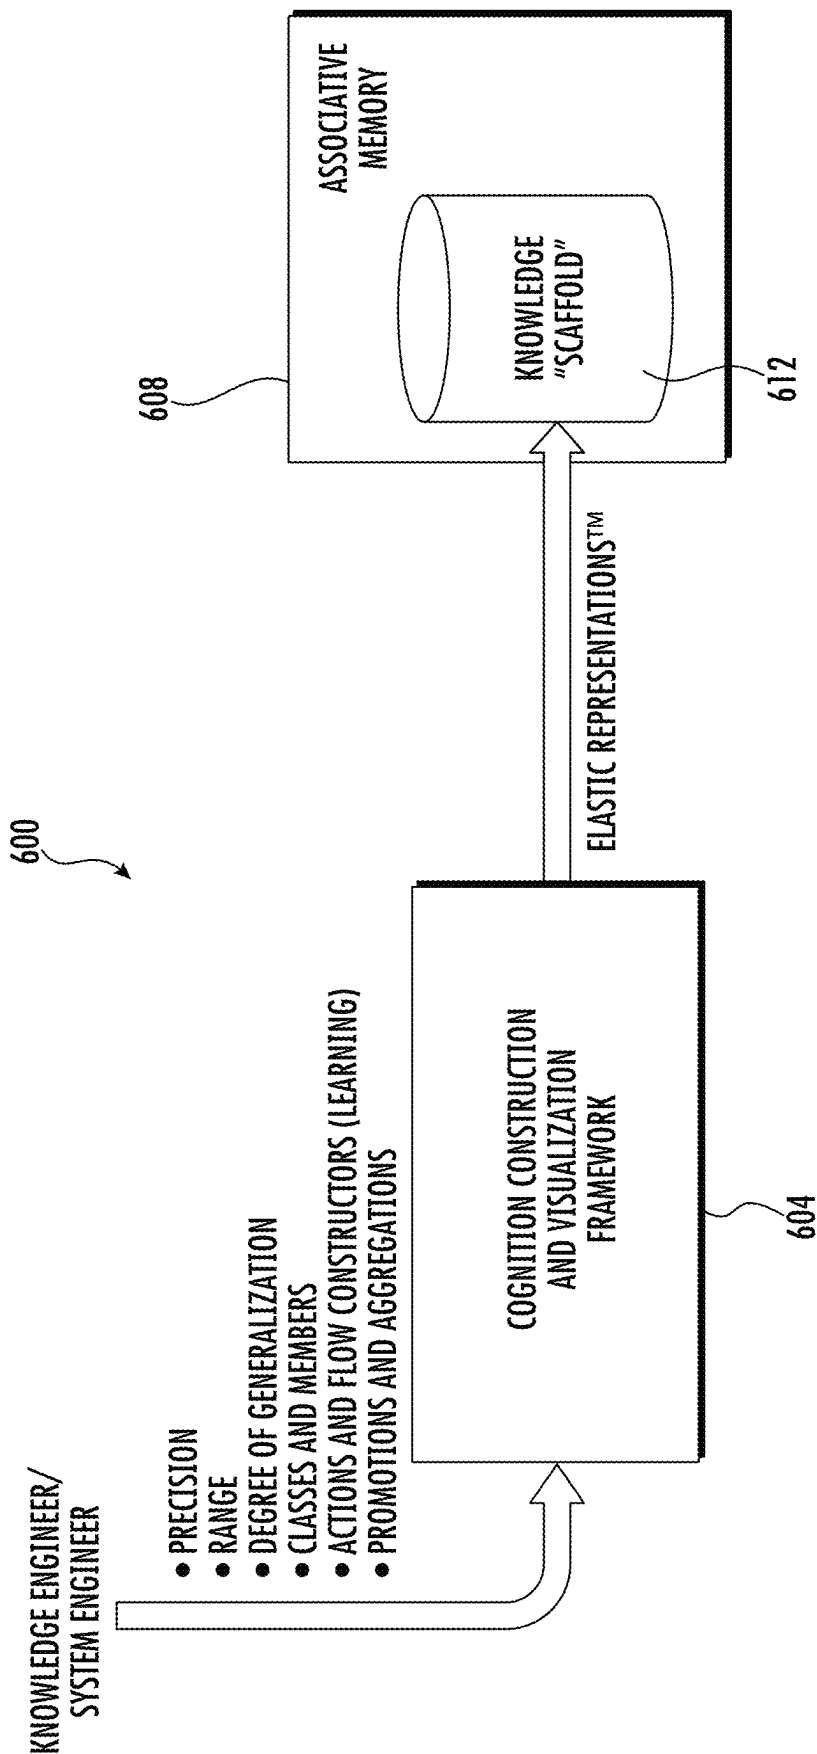 600
KNOWLEDGE ENGINEER/
SYSTEM ENGINEER
● PRECISION
● RANGE
● DEGREE OF GENERALIZATION
● CLASSES AND MEMBERS
● ACTIONS AND FLOW CONSTRUCTORS (LEARNING)
● PROMOTIONS AND AGGREGATIONS
COGNITION CONSTRUCTION
AND VISUALIZATION
FRAMEWORK
604
ELASTIC REPRESENTATIONS™
608
ASSOCIATIVE
MEMORY
KNOWLEDGE
"SCAFFOLD"
612